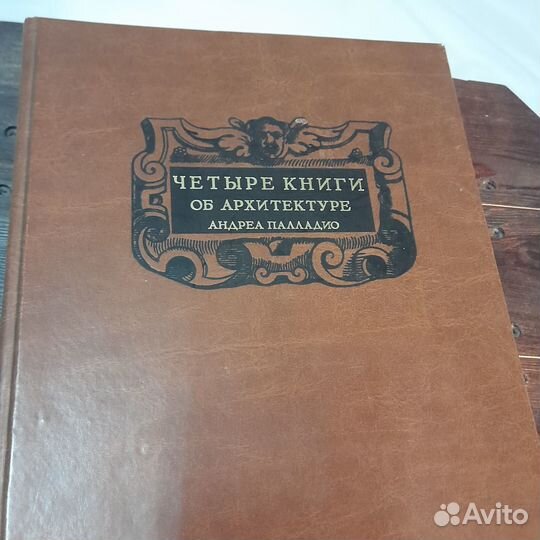 ЧЕТЫРЕ КНИГИ
ОБ АРХИТЕКТУРЕ
АНДРЕА ПАЛЛАДИО
Avito